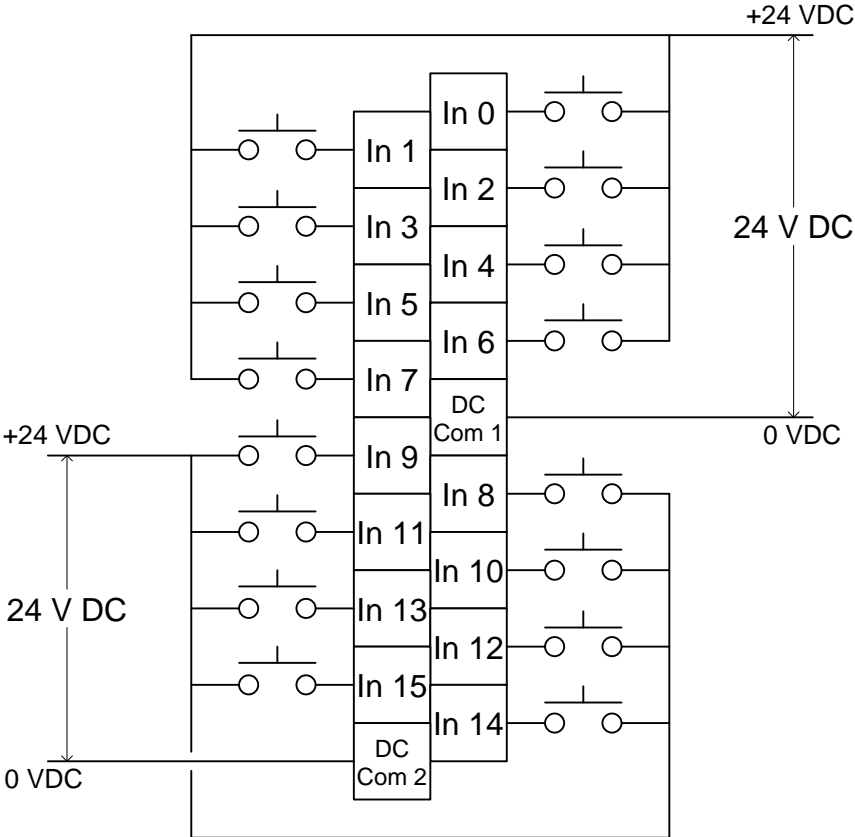 +24 VDC
In 0
In 1
In 2
In 3
24 V DC
In 4
In 5
In 6
In 7
DC
Com 1
+24 VDC
0 VDC
In 9
In 8
In 11
In 10
24 V DC
In 13
In 12
In 15
In 14
DC
Com 2
0 VDC